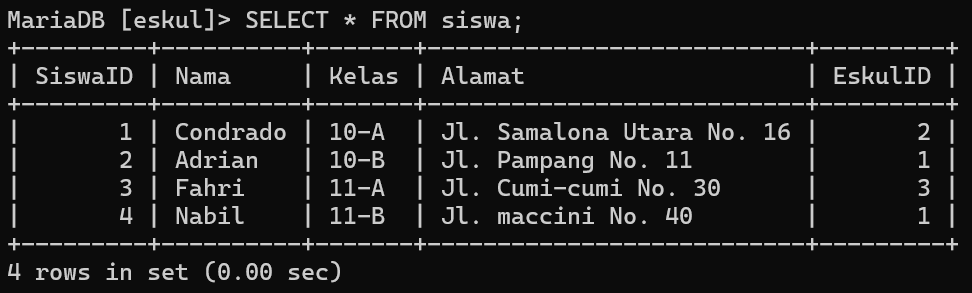 MariaDB [eskul]> SELECT * FROM siswa;
+---------+----------+-------+--------------------------+---------+
| SiswaID | Nama     | Kelas | Alamat                   | EskulID |
+---------+----------+-------+--------------------------+---------+
|       1 | Condrado | 10-A  | Jl. Samalona Utara No. 16 |       2 |
|       2 | Adrian   | 10-B  | Jl. Pampang No. 11       |       1 |
|       3 | Fahri    | 11-A  | Jl. Cumi-cumi No. 30     |       3 |
|       4 | Nabil    | 11-B  | Jl. maccini No. 40       |       1 |
+---------+----------+-------+--------------------------+---------+
4 rows in set (0.00 sec)